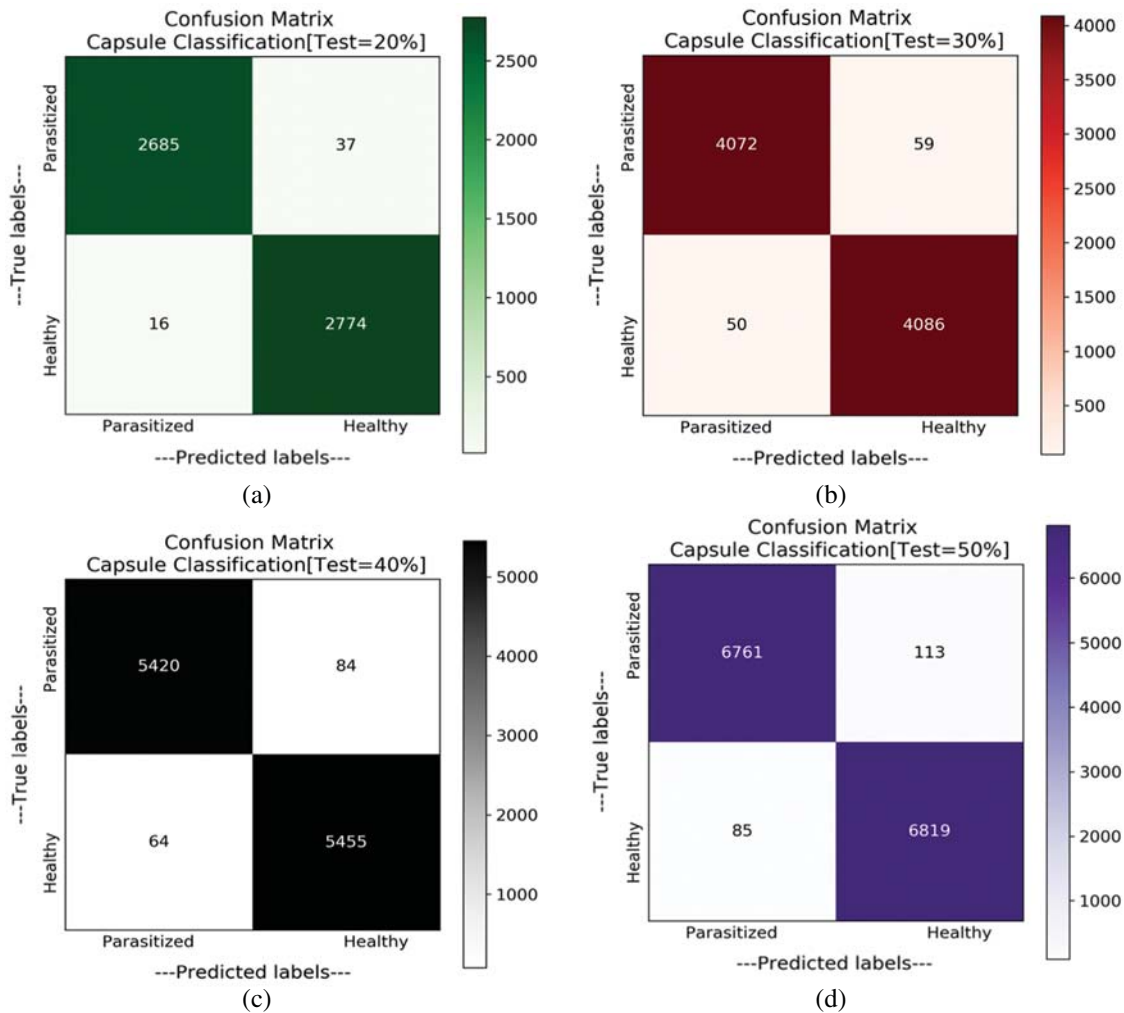 Confusion Matrix
Capsule Classification[Test=20%]
Parasitized
Healthy
---True labels---
2685
37
16
2774
Parasitized
Healthy
---Predicted labels---
2500
2000
1500
1000
500
(a)
Confusion Matrix
Capsule Classification[Test=30%]
Parasitized
Healthy
---True labels---
4072
59
50
4086
Parasitized
Healthy
---Predicted labels---
4000
3500
3000
2500
2000
1500
1000
500
(b)
Confusion Matrix
Capsule Classification[Test=40%]
Parasitized
Healthy
---True labels---
5420
84
64
5455
Parasitized
Healthy
---Predicted labels---
5000
4000
3000
2000
1000
(c)
Confusion Matrix
Capsule Classification[Test=50%]
Parasitized
Healthy
---True labels---
6761
113
85
6819
Parasitized
Healthy
---Predicted labels---
6000
5000
4000
3000
2000
1000
(d)